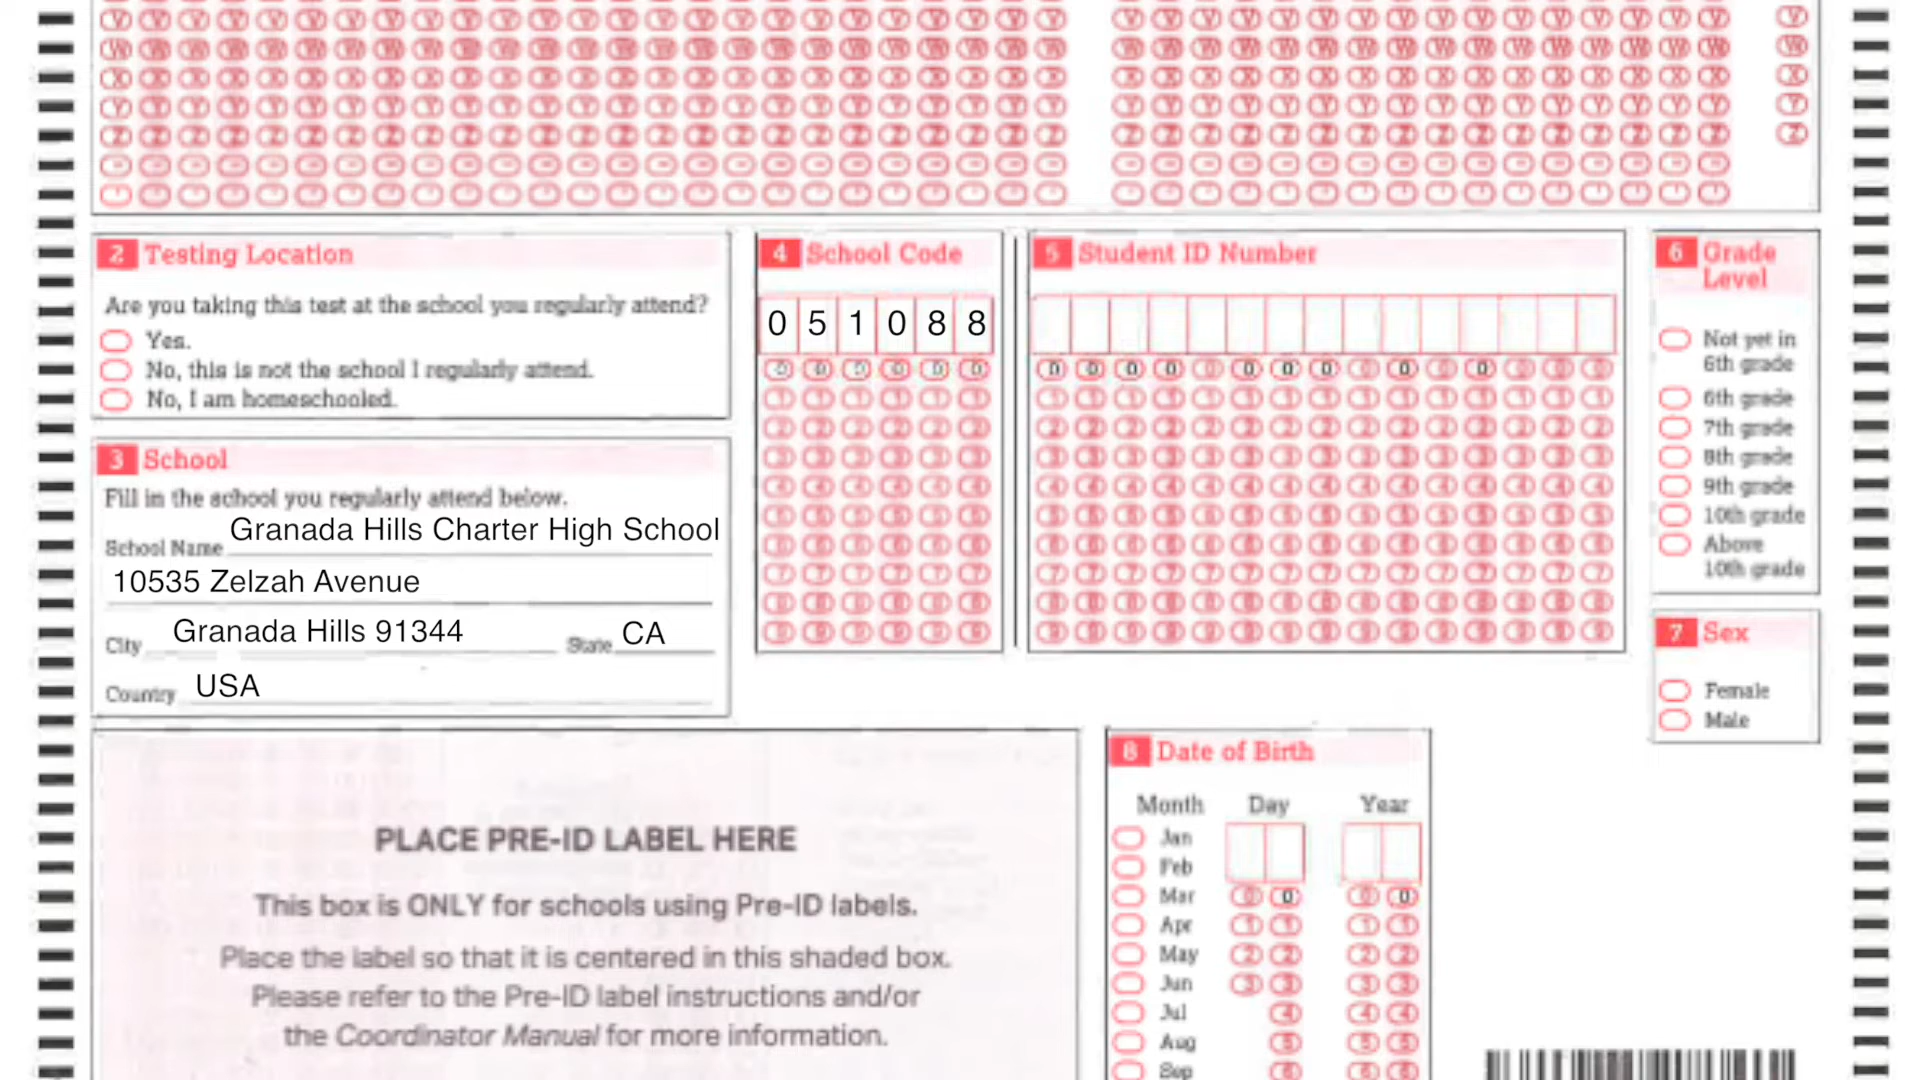 2 Testing Location
Are you taking this test at the school you regularly attend?
Yes.
No, this is not the school I regularly attend.
No, I am homeschooled.
3 School
Fill in the school you regularly attend below.
School Name Granada Hills Charter High School
10535 Zelzah Avenue
City Granada Hills 91344 State CA
Country USA
4 School Code
0 5 1 0 8 8
5 Student ID Number
6 Grade Level
Not yet in
6th grade
6th grade
7th grade
8th grade
9th grade
10th grade
Above
10th grade
7 Sex
Female
Male
PLACE PRE-ID LABEL HERE
This box is ONLY for schools using Pre-ID labels.
Place the label so that it is centered in this shaded box.
Please refer to the Pre-ID label instructions and/or
the Coordinator Manual for more information.
8 Date of Birth
Month Day Year
Jan
Feb
Mar
Apr
May
Jun
Jul
Aug
Sep